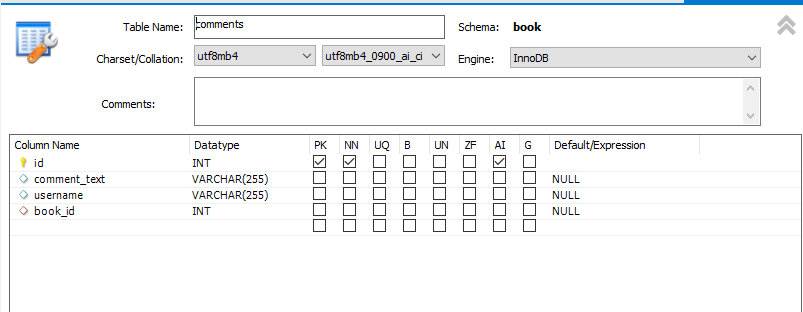 Table Name: comments Schema: book
Charset/Collation: utf8mb4 utf8mb4_0900_ai_ci Engine: InnoDB
Comments:
Column Name Datatype PK NN UQ B UN ZF AI G Default/Expression
id INT
comment_text VARCHAR(255) NULL
username VARCHAR(255) NULL
book_id INT NULL